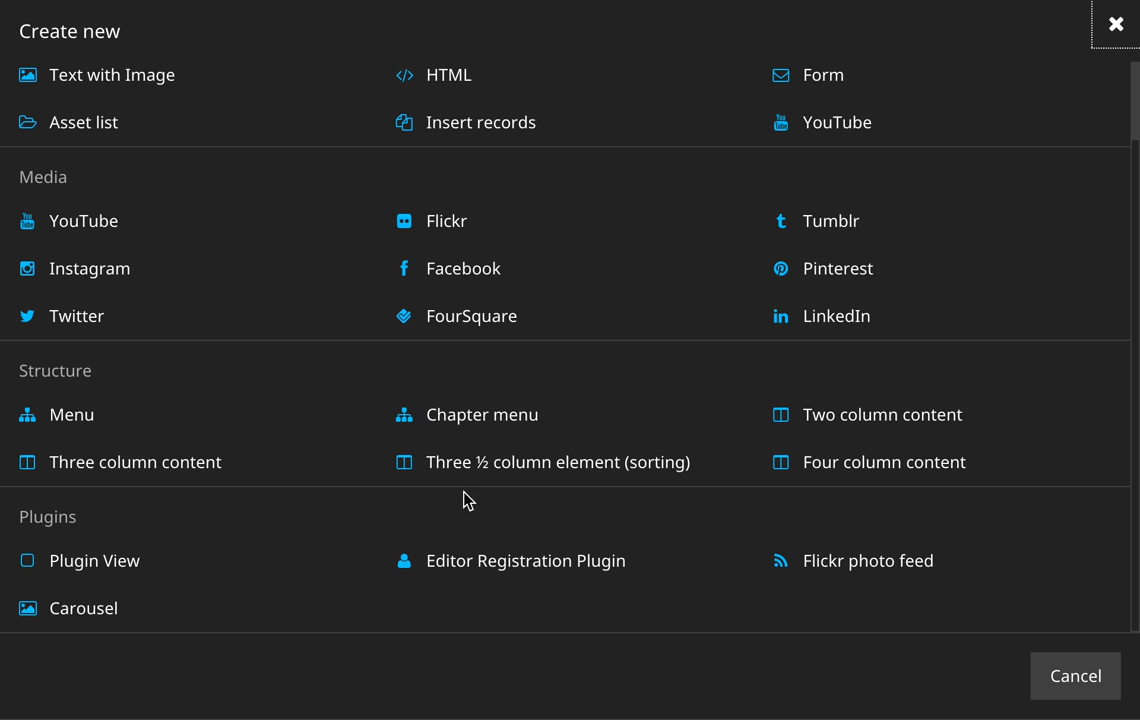 Create new
Text with Image HTML Form
Asset list Insert records YouTube
Media
YouTube Flickr Tumblr
Instagram Facebook Pinterest
Twitter FourSquare LinkedIn
Structure
Menu Chapter menu Two column content
Three column content Three ½ column element (sorting) Four column content
Plugins
Plugin View Editor Registration Plugin Flickr photo feed
Carousel
Cancel